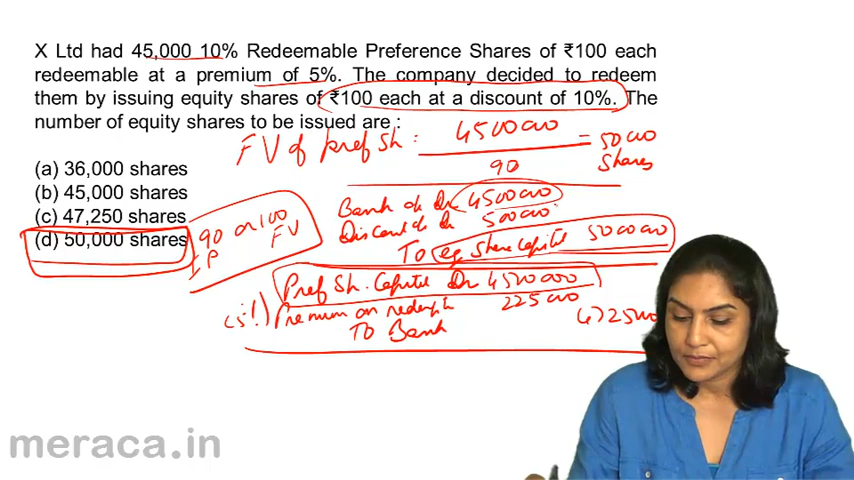 X Ltd had 45,000 10% Redeemable Preference Shares of ₹100 each
redeemable at a premium of 5%. The company decided to redeem
them by issuing equity shares of ₹100 each at a discount of 10%. The
number of equity shares to be issued are :
FV of pref Sh : 4500000 = 50000
90 Shares
(a) 36,000 shares
(b) 45,000 shares
(c) 47,250 shares
(d) 50,000 shares
90 or 100
IP FV
Bank Dr 4500000
Discount Dr 500000
To eq Share Capital 5000000
Pref Sh. Capital Dr 4500000
(5%) Premium on redempt 225000
To Bank 4725000
meraca.in